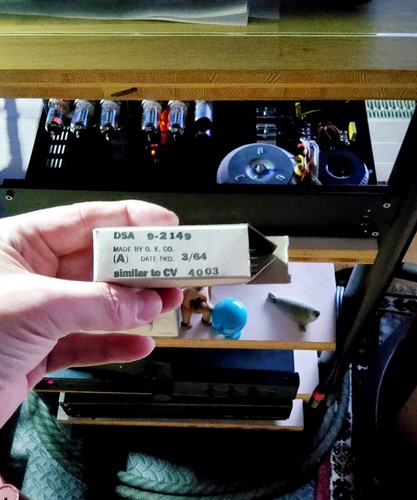 DSA 9-2149
MADE BY G. E. CO.
(A) DATE PKD. 3/64
similar to CV 4003